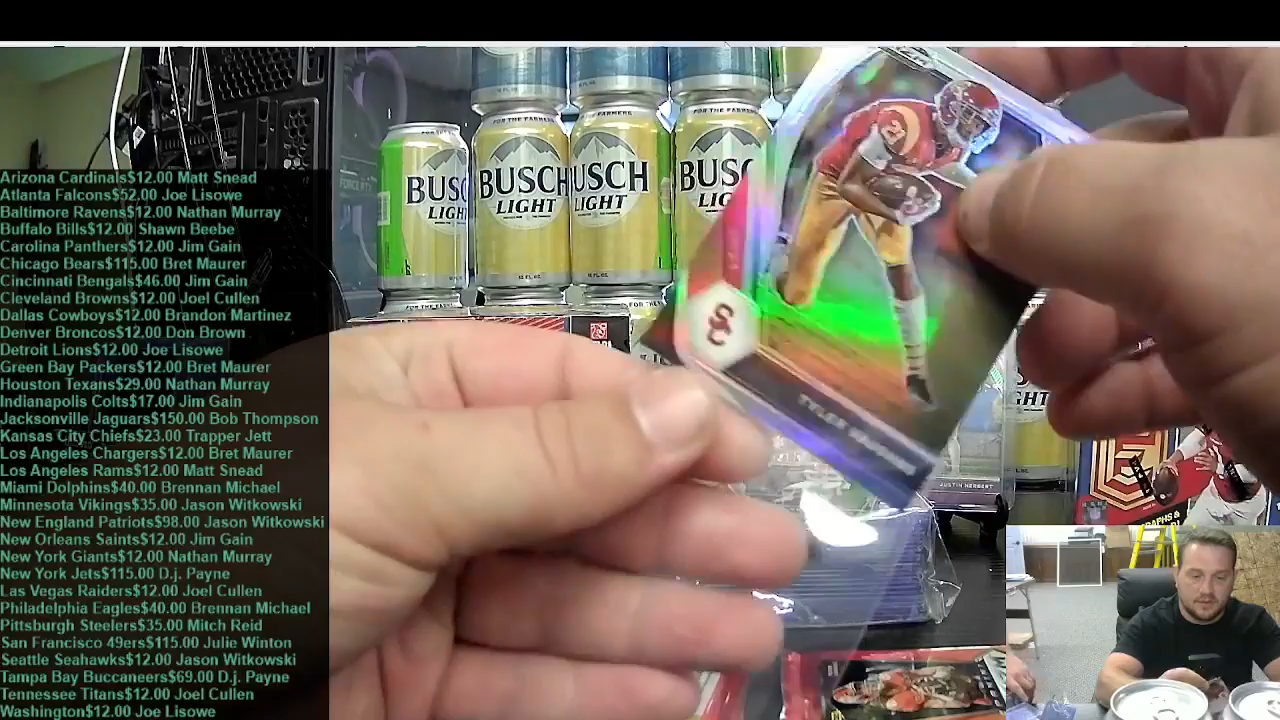 Arizona Cardinals$12.00 Matt Snead
Atlanta Falcons$52.00 Joe Lisowe
Baltimore Ravens$12.00 Nathan Murray
Buffalo Bills$12.00 Shawn Beebe
Carolina Panthers$12.00 Jim Gain
Chicago Bears$115.00 Bret Maurer
Cincinnati Bengals$46.00 Jim Gain
Cleveland Browns$12.00 Joel Cullen
Dallas Cowboys$12.00 Brandon Martinez
Denver Broncos$12.00 Don Brown
Detroit Lions$12.00 Joe Lisowe
Green Bay Packers$12.00 Bret Maurer
Houston Texans$29.00 Nathan Murray
Indianapolis Colts$17.00 Jim Gain
Jacksonville Jaguars$150.00 Bob Thompson
Kansas City Chiefs$23.00 Trapper Jett
Los Angeles Chargers$12.00 Bret Maurer
Los Angeles Rams$12.00 Matt Snead
Miami Dolphins$40.00 Brennan Michael
Minnesota Vikings$35.00 Jason Witkowski
New England Patriots$98.00 Jason Witkowski
New Orleans Saints$12.00 Jim Gain
New York Giants$12.00 Nathan Murray
New York Jets$115.00 D.j. Payne
Las Vegas Raiders$12.00 Joel Cullen
Philadelphia Eagles$40.00 Brennan Michael
Pittsburgh Steelers$35.00 Mitch Reid
San Francisco 49ers$115.00 Julie Winton
Seattle Seahawks$12.00 Jason Witkowski
Tampa Bay Buccaneers$69.00 D.j. Payne
Tennessee Titans$12.00 Joel Cullen
Washington$12.00 Joe Lisowe
FOR THE FARMERS
BUSCH
LIGHT
FOR THE FARMERS
BUSCH
LIGHT
BUSCH
LIGHT
SC
TYLER VAUGHNS
JUSTIN HERBERT